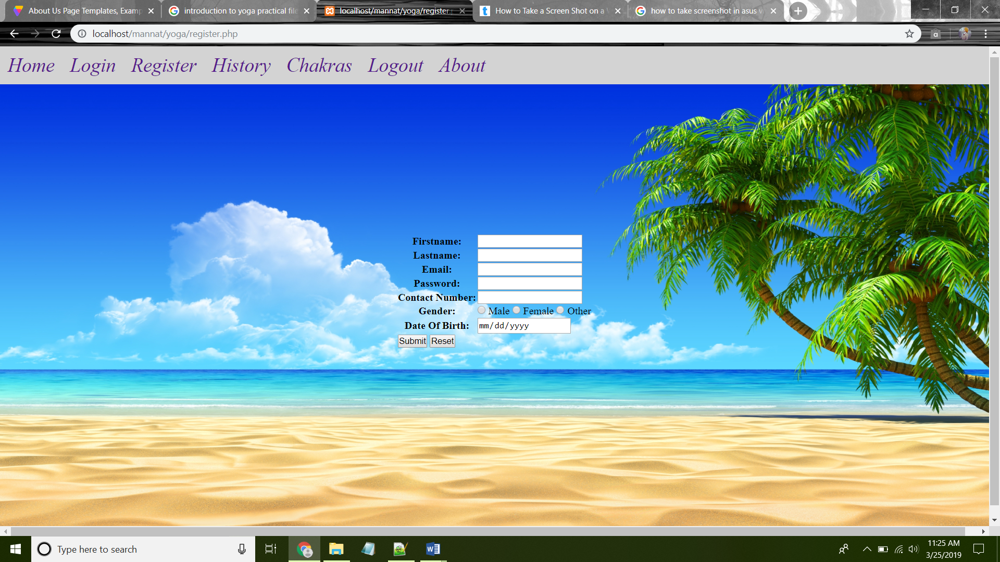 About Us Page Templates, Examp
introduction to yoga practical file
localhost/mannat/yoga/register.p
How to Take a Screen Shot on a V
how to take screenshot in asus v
localhost/mannat/yoga/register.php
Home Login Register History Chakras Logout About
Firstname:
Lastname:
Email:
Password:
Contact Number:
Gender: Male Female Other
Date Of Birth: mm/dd/yyyy
Submit Reset
Type here to search
11:25 AM
3/25/2019